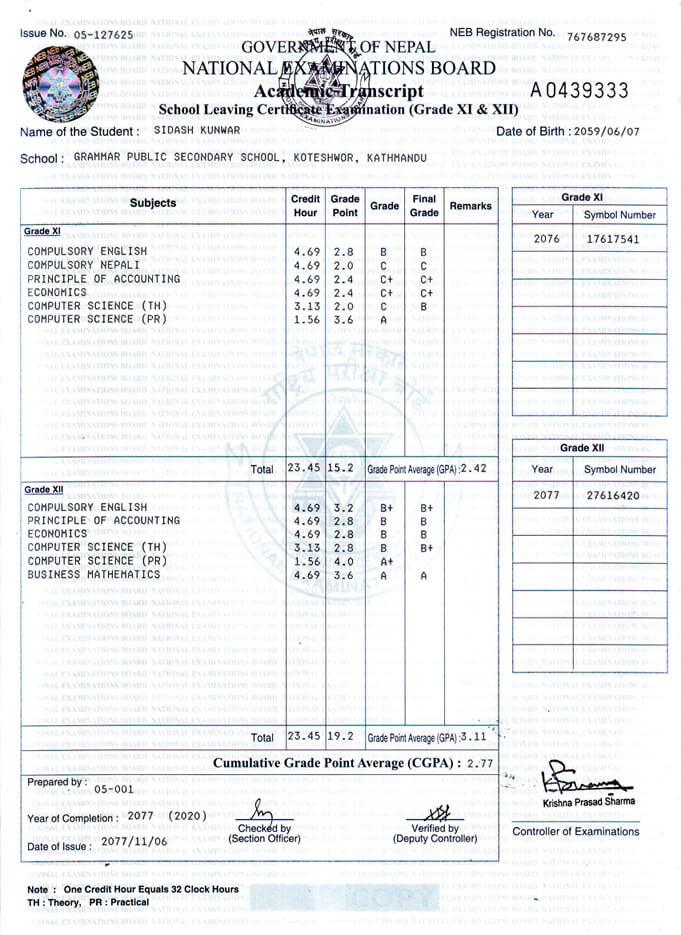 Issue No. 05-127625
NEB Registration No. 767687295
नेपाल सरकार
GOVERNMENT OF NEPAL
NATIONAL EXAMINATIONS BOARD
Academic Transcript
A0439333
School Leaving Certificate Examination (Grade XI & XII)
Name of the Student : SIDASH KUNWAR
Date of Birth : 2059/06/07
School : GRAMMAR PUBLIC SECONDARY SCHOOL, KOTESHWOR, KATHMANDU
Subjects Credit Hour Grade Point Grade Final Grade Remarks
Grade XI
COMPULSORY ENGLISH 4.69 2.8 B B
COMPULSORY NEPALI 4.69 2.0 C C
PRINCIPLE OF ACCOUNTING 4.69 2.4 C+ C+
ECONOMICS 4.69 2.4 C+ C+
COMPUTER SCIENCE (TH) 3.13 2.0 C B
COMPUTER SCIENCE (PR) 1.56 3.6 A
नेपाल सरकार
राष्ट्रिय परीक्षा बोर्ड
Total 23.45 15.2 Grade Point Average (GPA) :2.42
Grade XII
COMPULSORY ENGLISH 4.69 3.2 B+ B+
PRINCIPLE OF ACCOUNTING 4.69 2.8 B B
ECONOMICS 4.69 2.8 B B
COMPUTER SCIENCE (TH) 3.13 2.8 B B+
COMPUTER SCIENCE (PR) 1.56 4.0 A+
BUSINESS MATHEMATICS 4.69 3.6 A A
Total 23.45 19.2 Grade Point Average (GPA) :3.11
Cumulative Grade Point Average (CGPA) : 2.77
Grade XI
Year Symbol Number
2076 17617541
Grade XII
Year Symbol Number
2077 27616420
Prepared by : 05-001
Year of Completion : 2077 (2020)
Date of Issue : 2077/11/06
Checked by
(Section Officer)
Verified by
(Deputy Controller)
Krishna Prasad Sharma
Controller of Examinations
Note : One Credit Hour Equals 32 Clock Hours
TH : Theory, PR : Practical
COPY